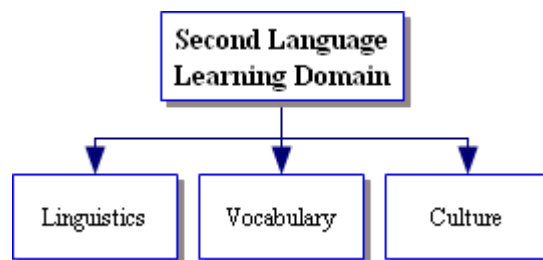 Second Language
Learning Domain
Linguistics
Vocabulary
Culture